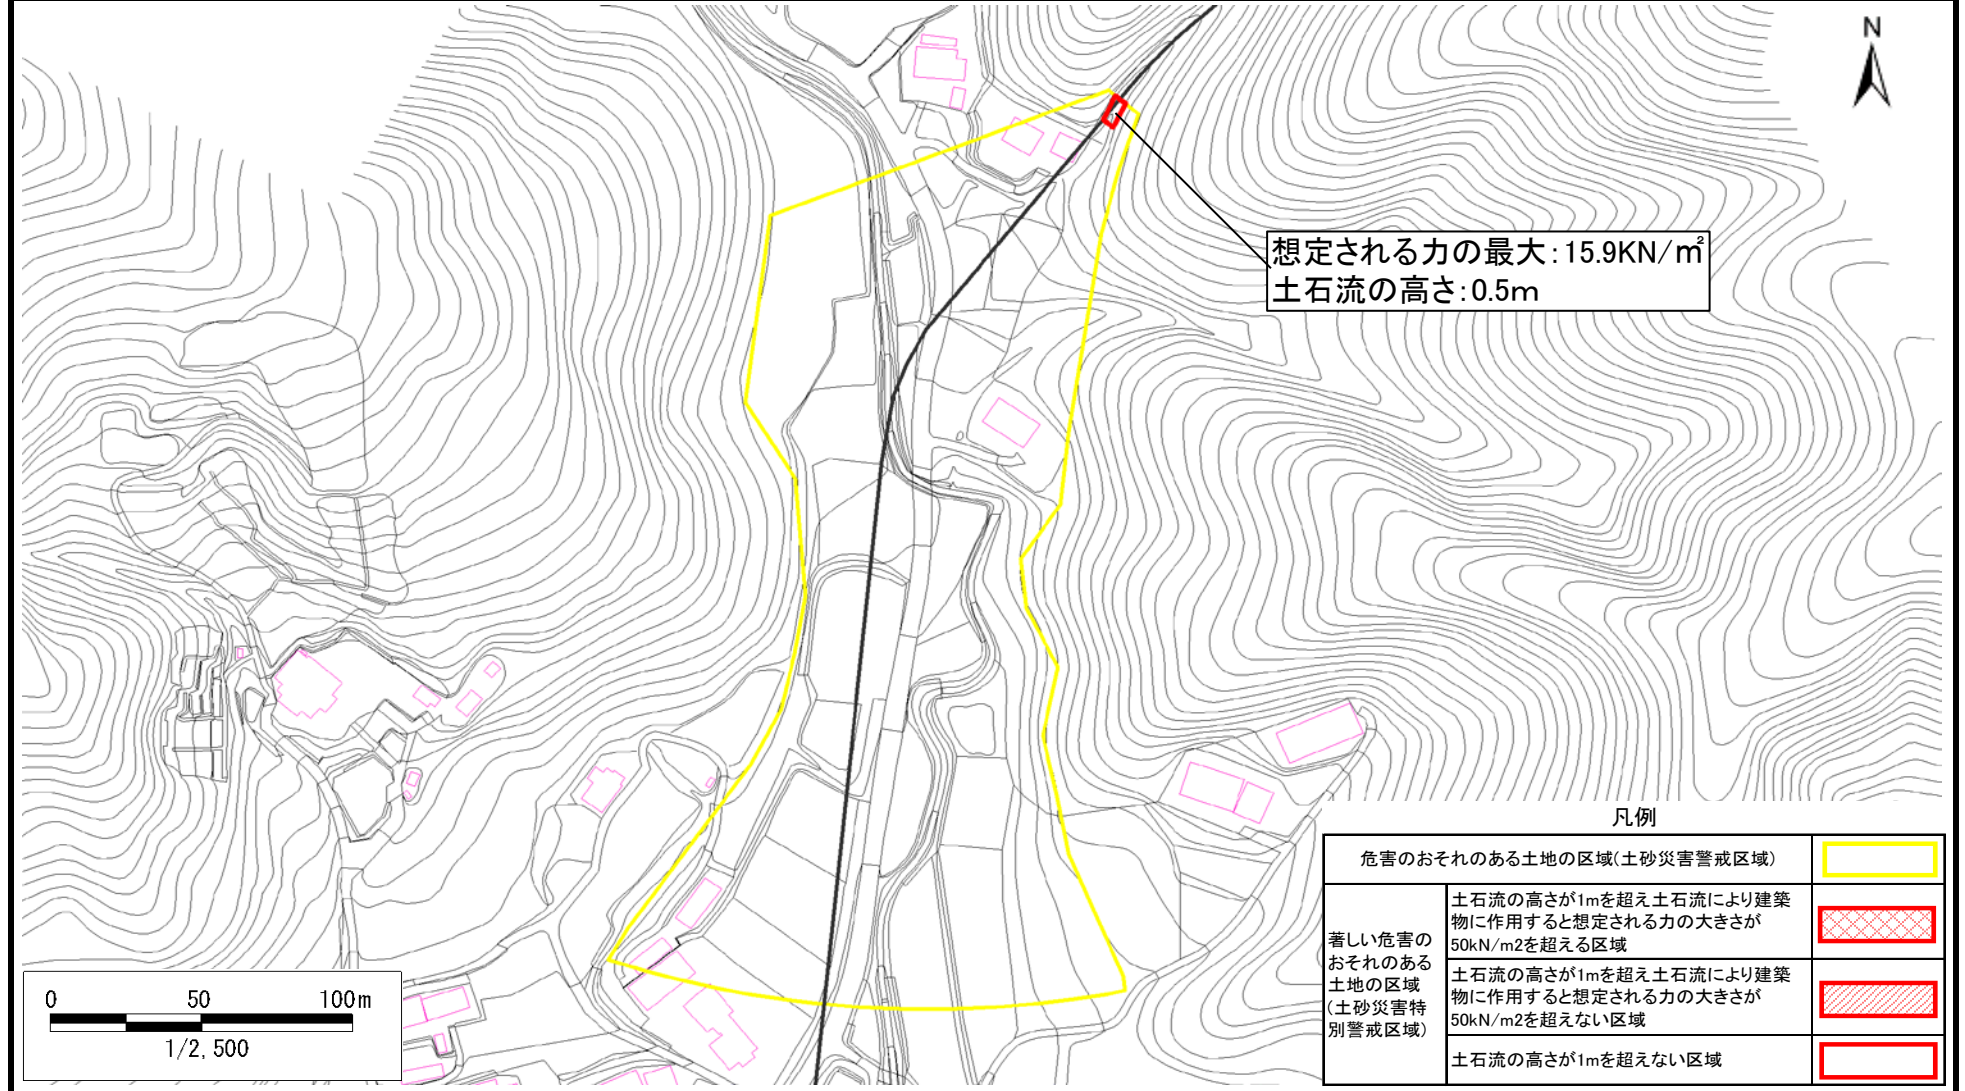 N
想定される力の最大:15.9KN/㎡
土石流の高さ:0.5m
0 50 100m
1/2,500
凡例
危害のおそれのある土地の区域(土砂災害警戒区域)
著しい危害の
おそれのある
土地の区域
(土砂災害特
別警戒区域)
土石流の高さが1mを超え土石流により建築
物に作用すると想定される力の大きさが
50kN/m2を超える区域
土石流の高さが1mを超え土石流により建築
物に作用すると想定される力の大きさが
50kN/m2を超えない区域
土石流の高さが1mを超えない区域